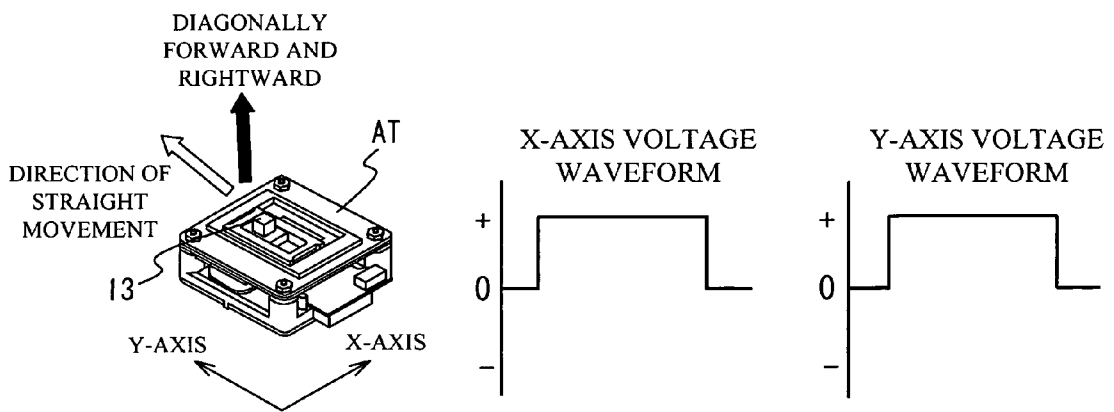 DIAGONALLY
FORWARD AND
RIGHTWARD
AT
DIRECTION OF
STRAIGHT
MOVEMENT
13
Y-AXIS
X-AXIS
X-AXIS VOLTAGE
WAVEFORM
+
0
−
Y-AXIS VOLTAGE
WAVEFORM
+
0
−